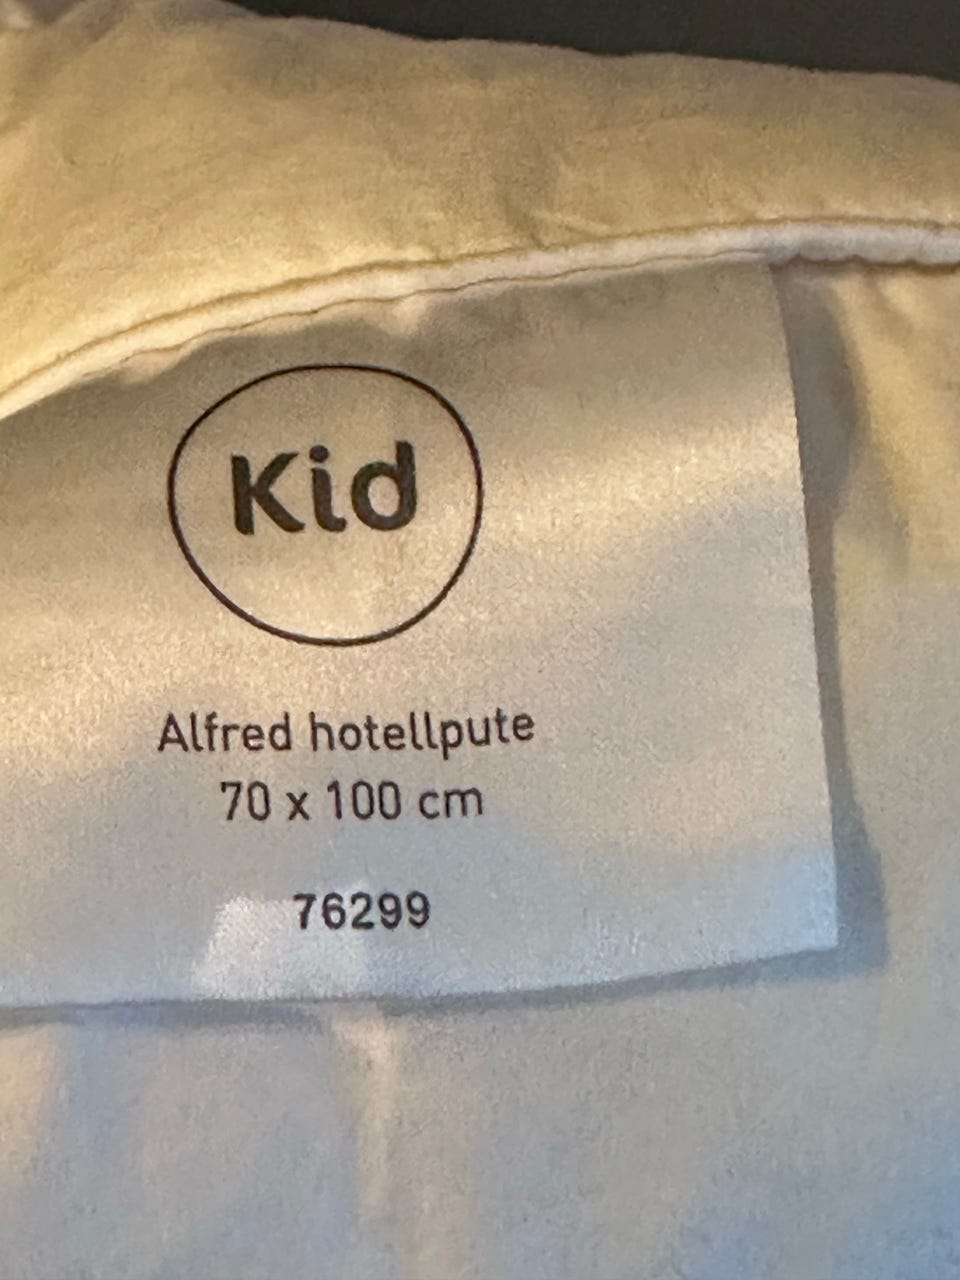 Kid
Alfred hotellpute
70 x 100 cm
76299